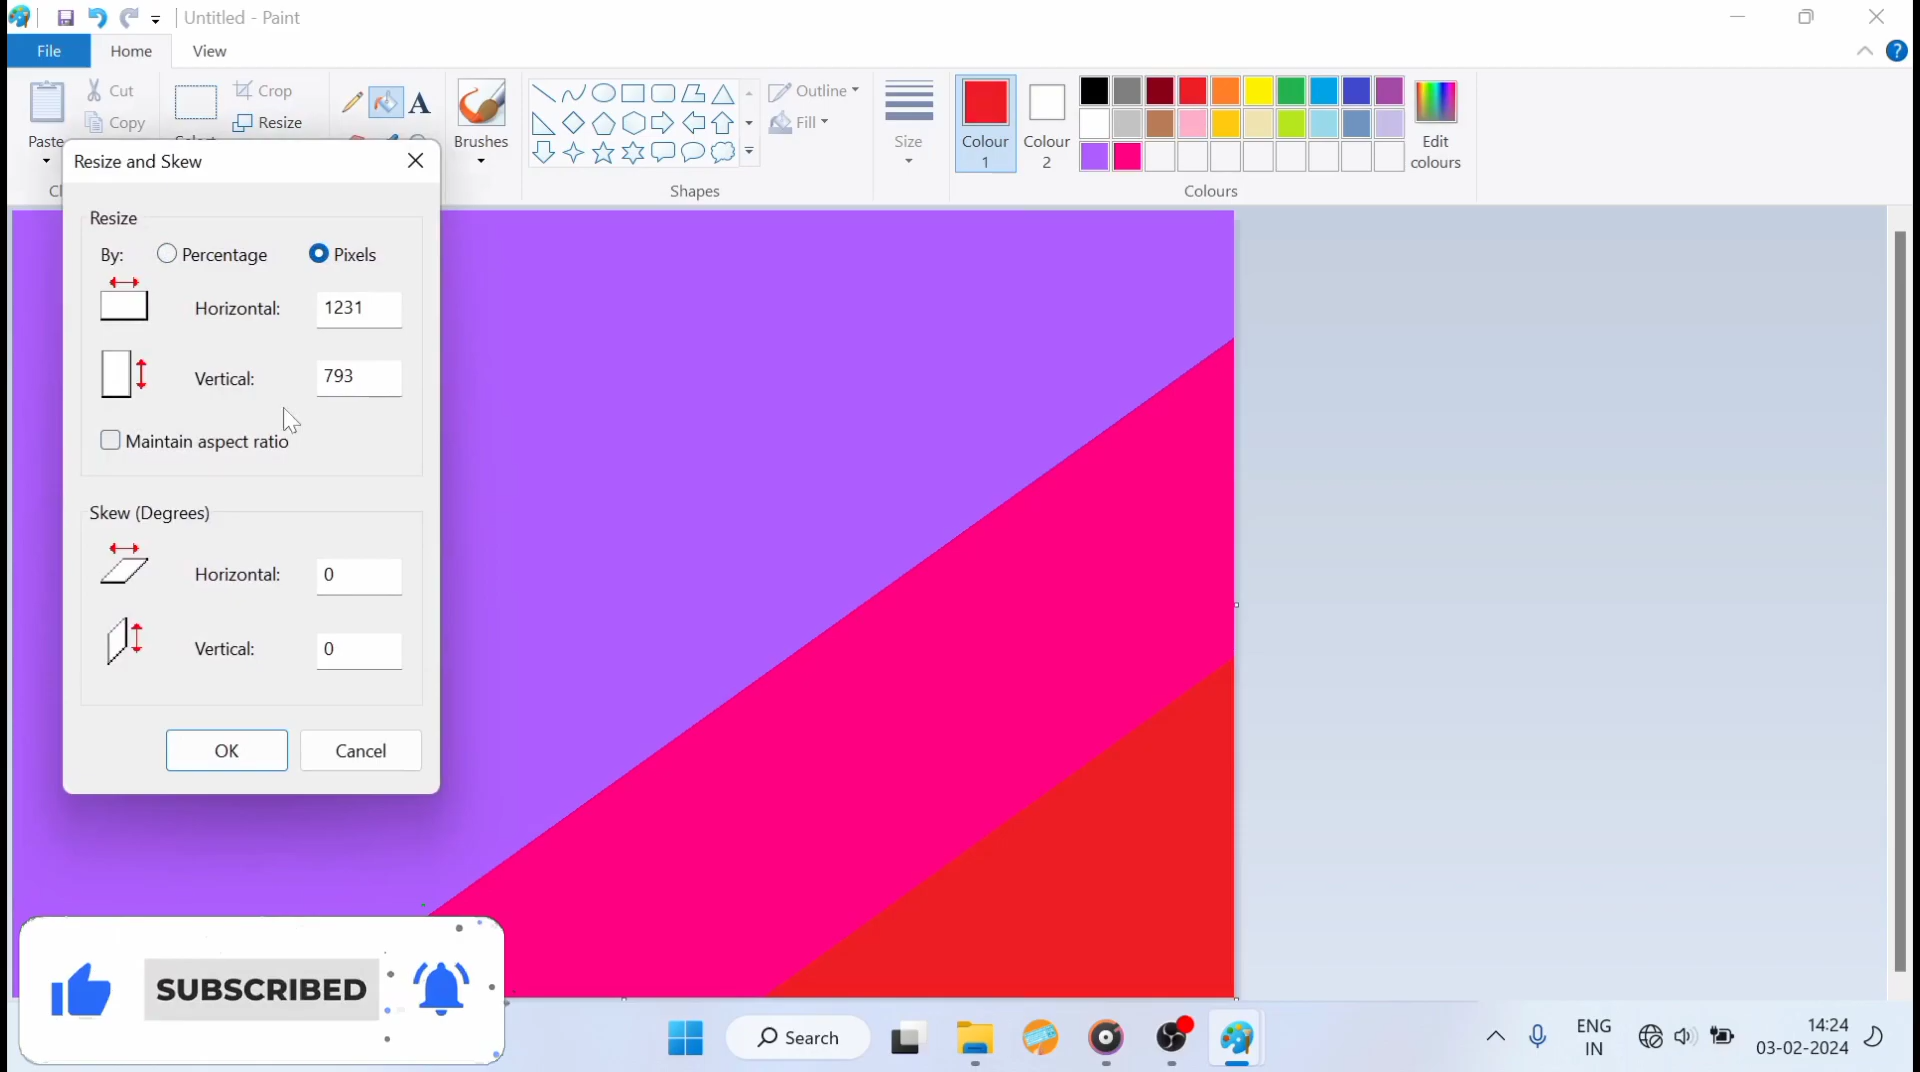 Untitled - Paint
File
Home
View
Paste
Cut
Copy
Crop
Resize
A
Brushes
Outline
Fill
Shapes
Size
Colour
1
Colour
2
Edit
colours
Colours
Resize and Skew
Resize
By:
Percentage
Pixels
Horizontal:
1231
Vertical:
793
Maintain aspect ratio
Skew (Degrees)
Horizontal:
0
Vertical:
0
OK
Cancel
SUBSCRIBED
Search
ENG
IN
14:24
03-02-2024